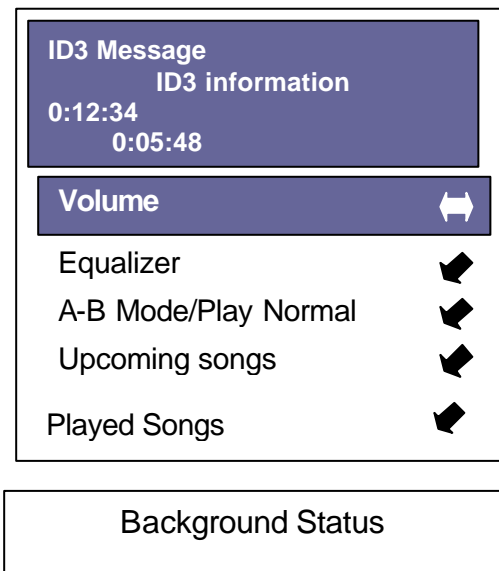 ID3 Message
ID3 information
0:12:34
0:05:48
Volume
Equalizer
A-B Mode/Play Normal
Upcoming songs
Played Songs
Background Status